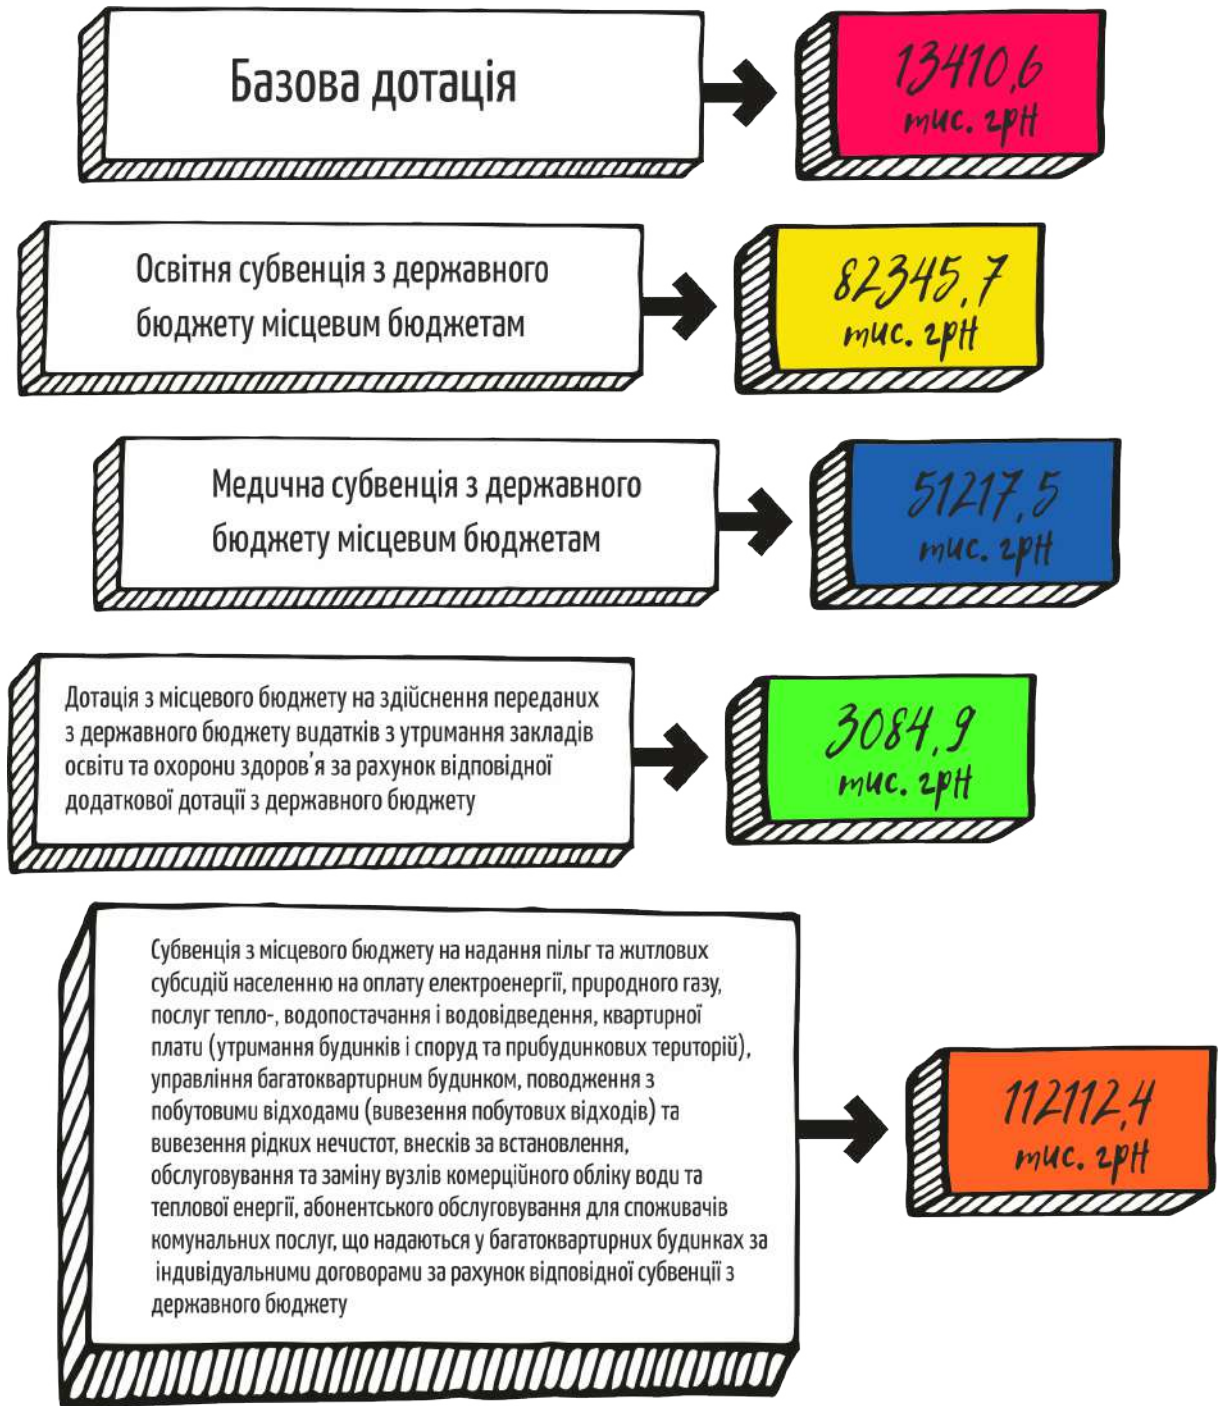 Базова дотація
13410,6
тис. грн
Освітня субвенція з державного
бюджету місцевим бюджетам
82345,7
тис. грн
Медична субвенція з державного
бюджету місцевим бюджетам
51217,5
тис. грн
Дотація з місцевого бюджету на здійснення переданих
з державного бюджету видатків з утримання закладів
освіти та охорони здоров'я за рахунок відповідної
додаткової дотації з державного бюджету
3084,9
тис. грн
Субвенція з місцевого бюджету на надання пільг та житлових
субсидій населенню на оплату електроенергії, природного газу,
послуг тепло-, водопостачання і водовідведення, квартирної
плати (утримання будинків і споруд та прибудинкових територій),
управління багатоквартирним будинком, поводження з
побутовими відходами (вивезення побутових відходів) та
вивезення рідких нечистот, внесків за встановлення,
обслуговування та заміну вузлів комерційного обліку води та
теплової енергії, абонентського обслуговування для споживачів
комунальних послуг, що надаються у багатоквартирних будинках за
індивідуальними договорами за рахунок відповідної субвенції з
державного бюджету
112112,4
тис. грн